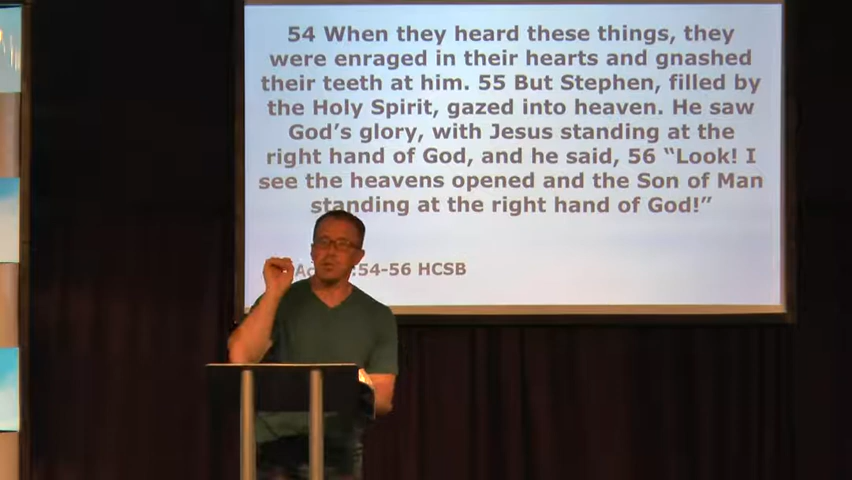 54 When they heard these things, they
were enraged in their hearts and gnashed
their teeth at him. 55 But Stephen, filled by
the Holy Spirit, gazed into heaven. He saw
God's glory, with Jesus standing at the
right hand of God, and he said, 56 "Look! I
see the heavens opened and the Son of Man
standing at the right hand of God!"
:54-56 HCSB